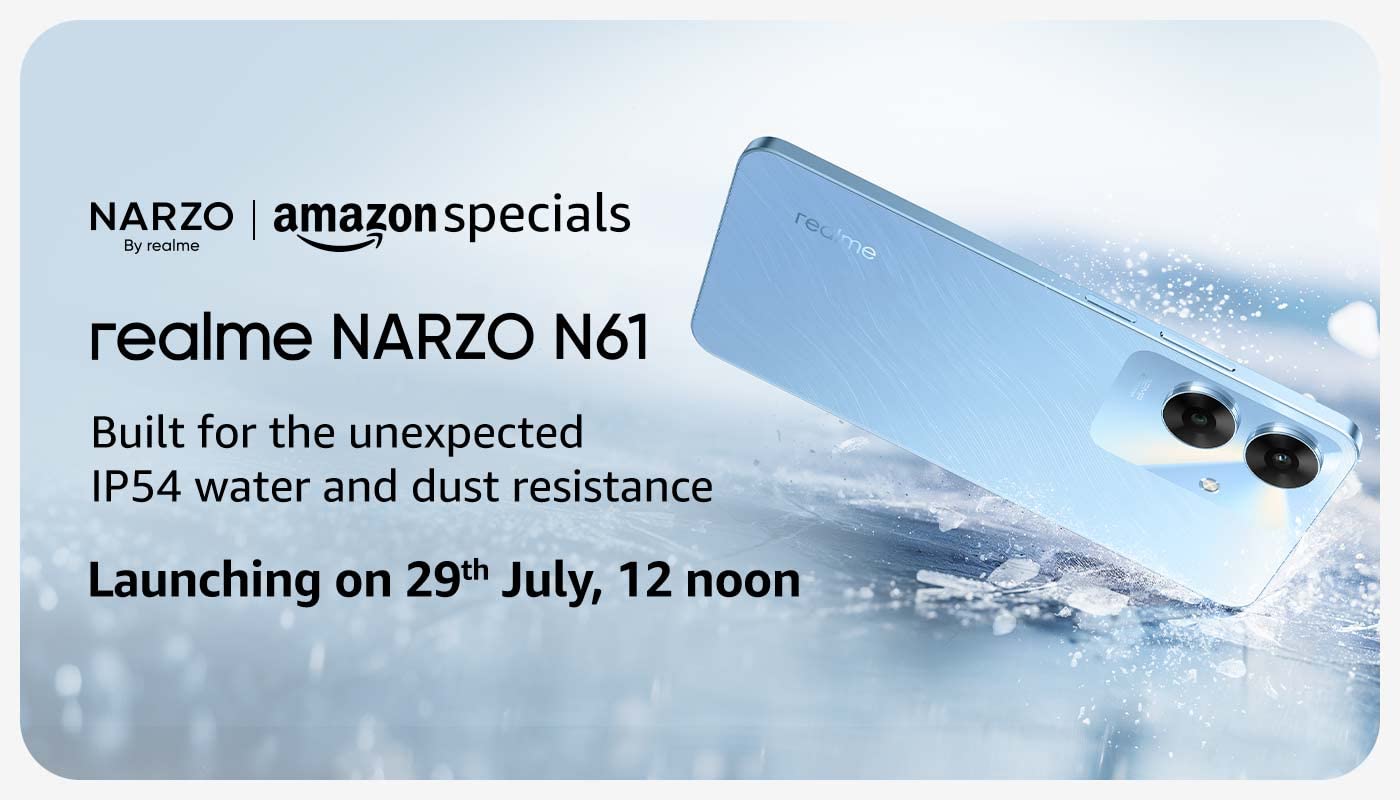 NARZO | amazon specials
By realme
realme NARZO N61
Built for the unexpected
IP54 water and dust resistance
Launching on 29th July, 12 noon
realme